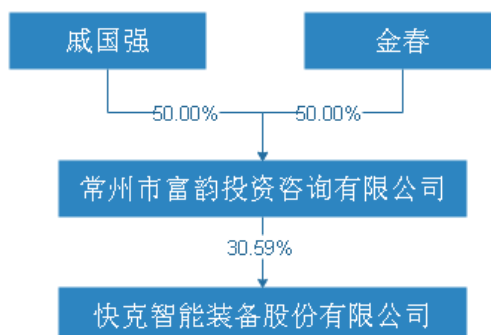 戚国强
金春
50.00%
50.00%
常州市富韵投资咨询有限公司
30.59%
快克智能装备股份有限公司